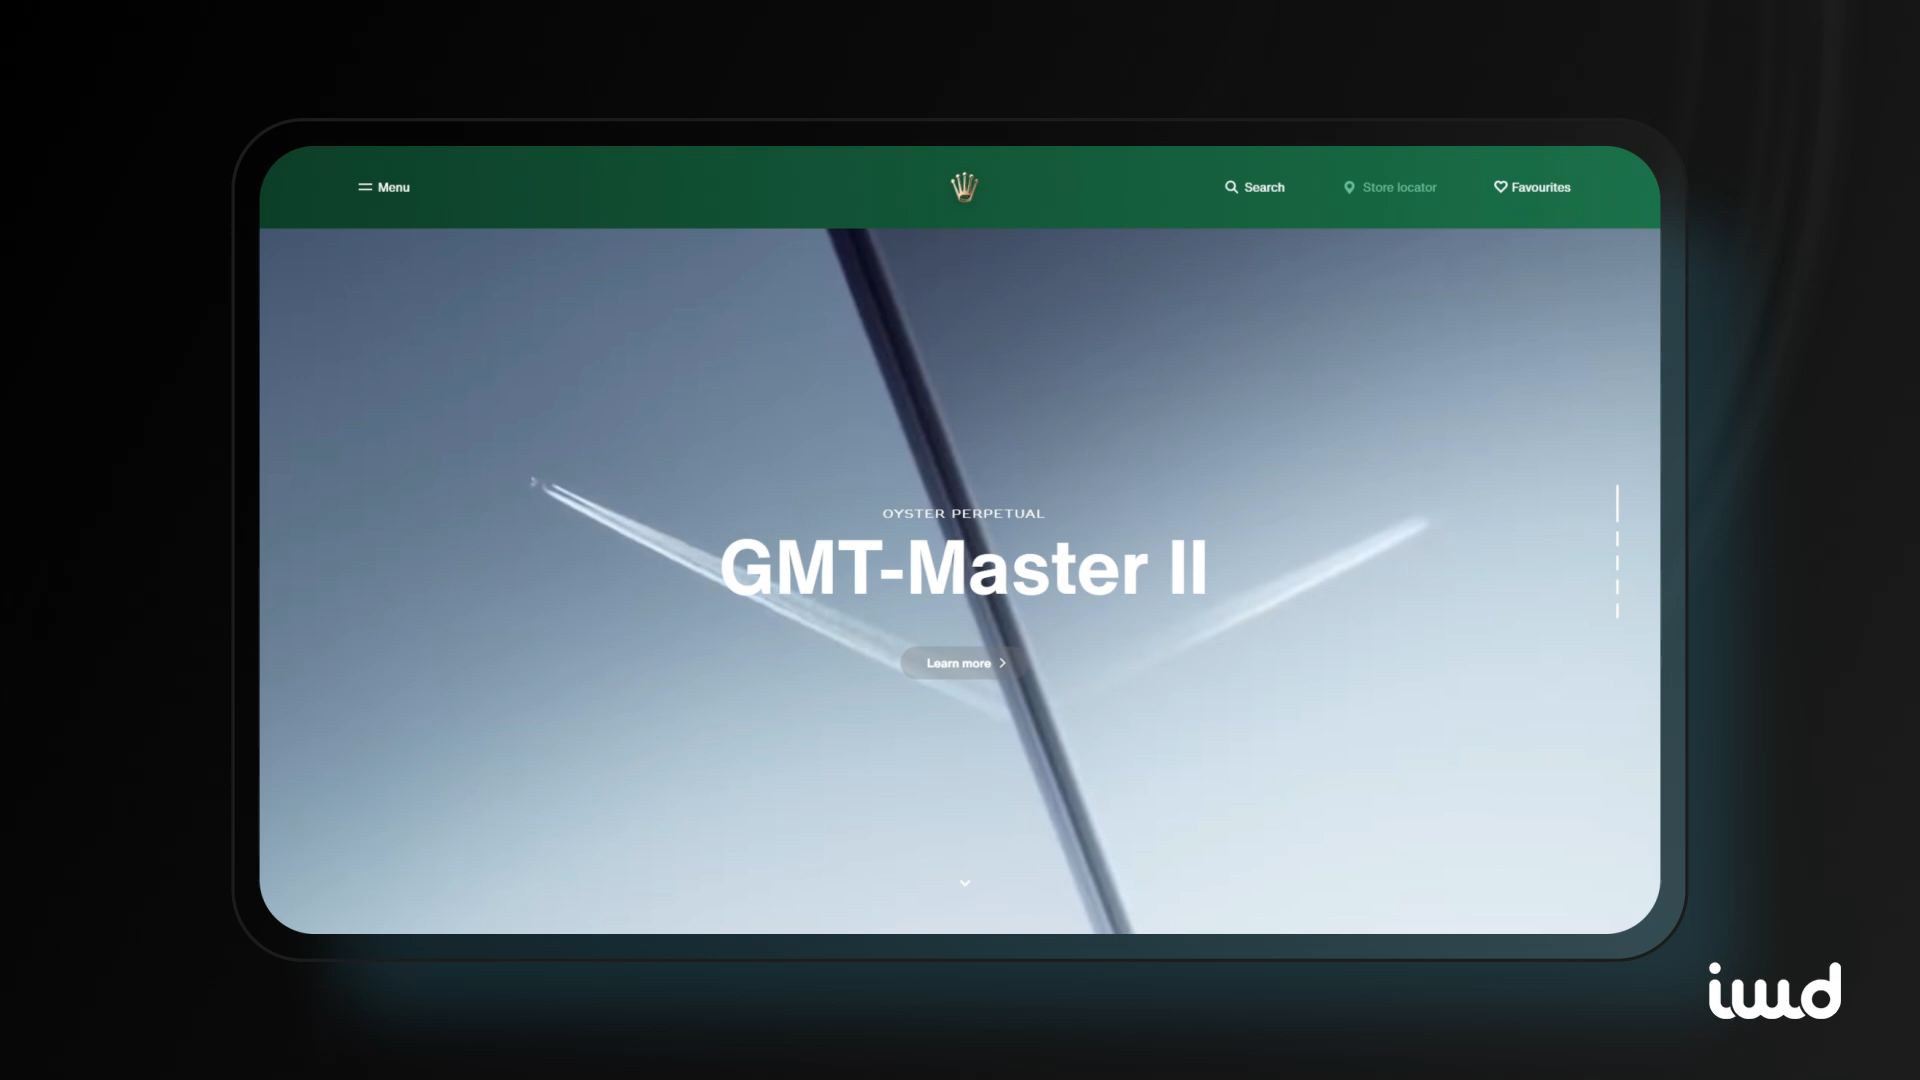 Menu
Search
Store locator
Favourites
OYSTER PERPETUAL
GMT-Master II
Learn more
iwd